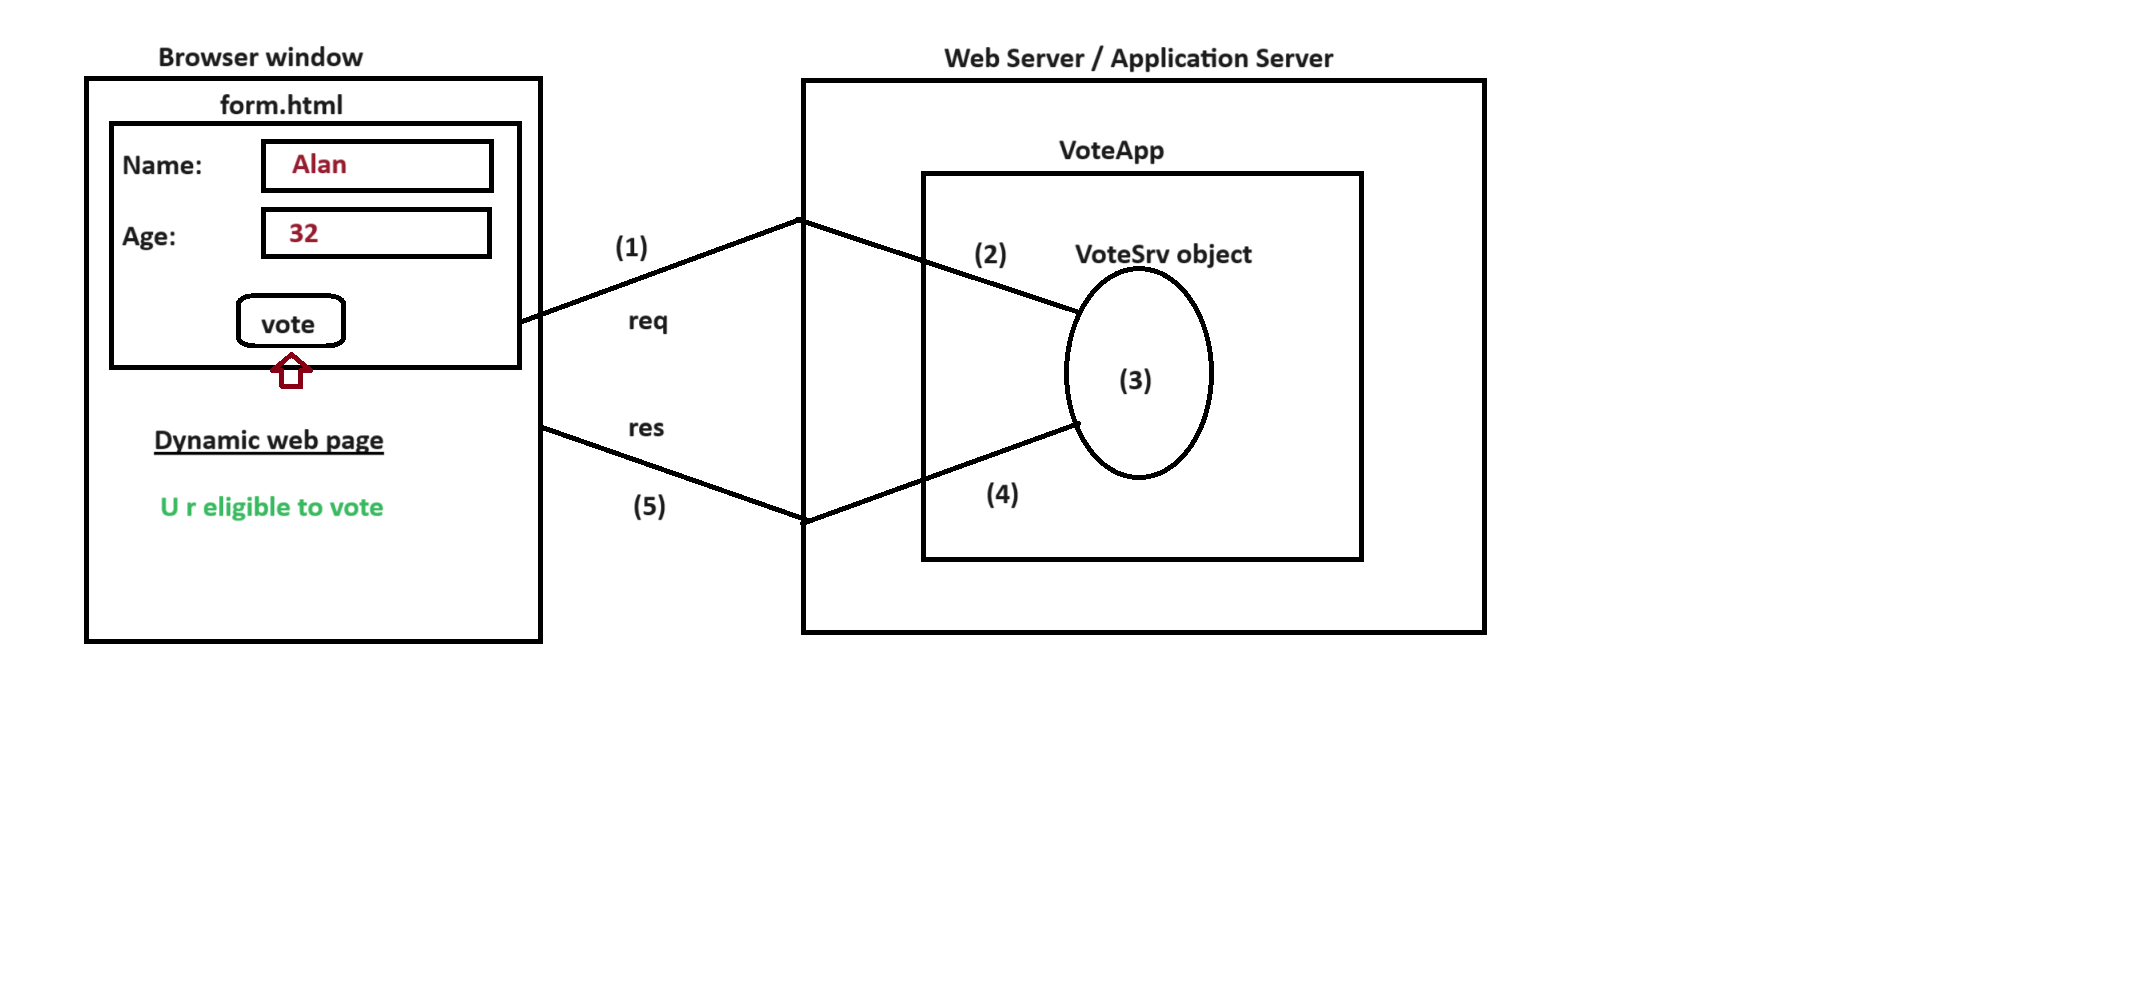 Browser window
form.html
Name: Alan
Age: 32
vote
Dynamic web page
U r eligible to vote
(1)
req
res
(5)
Web Server / Application Server
VoteApp
(2)
VoteSrv object
(3)
(4)